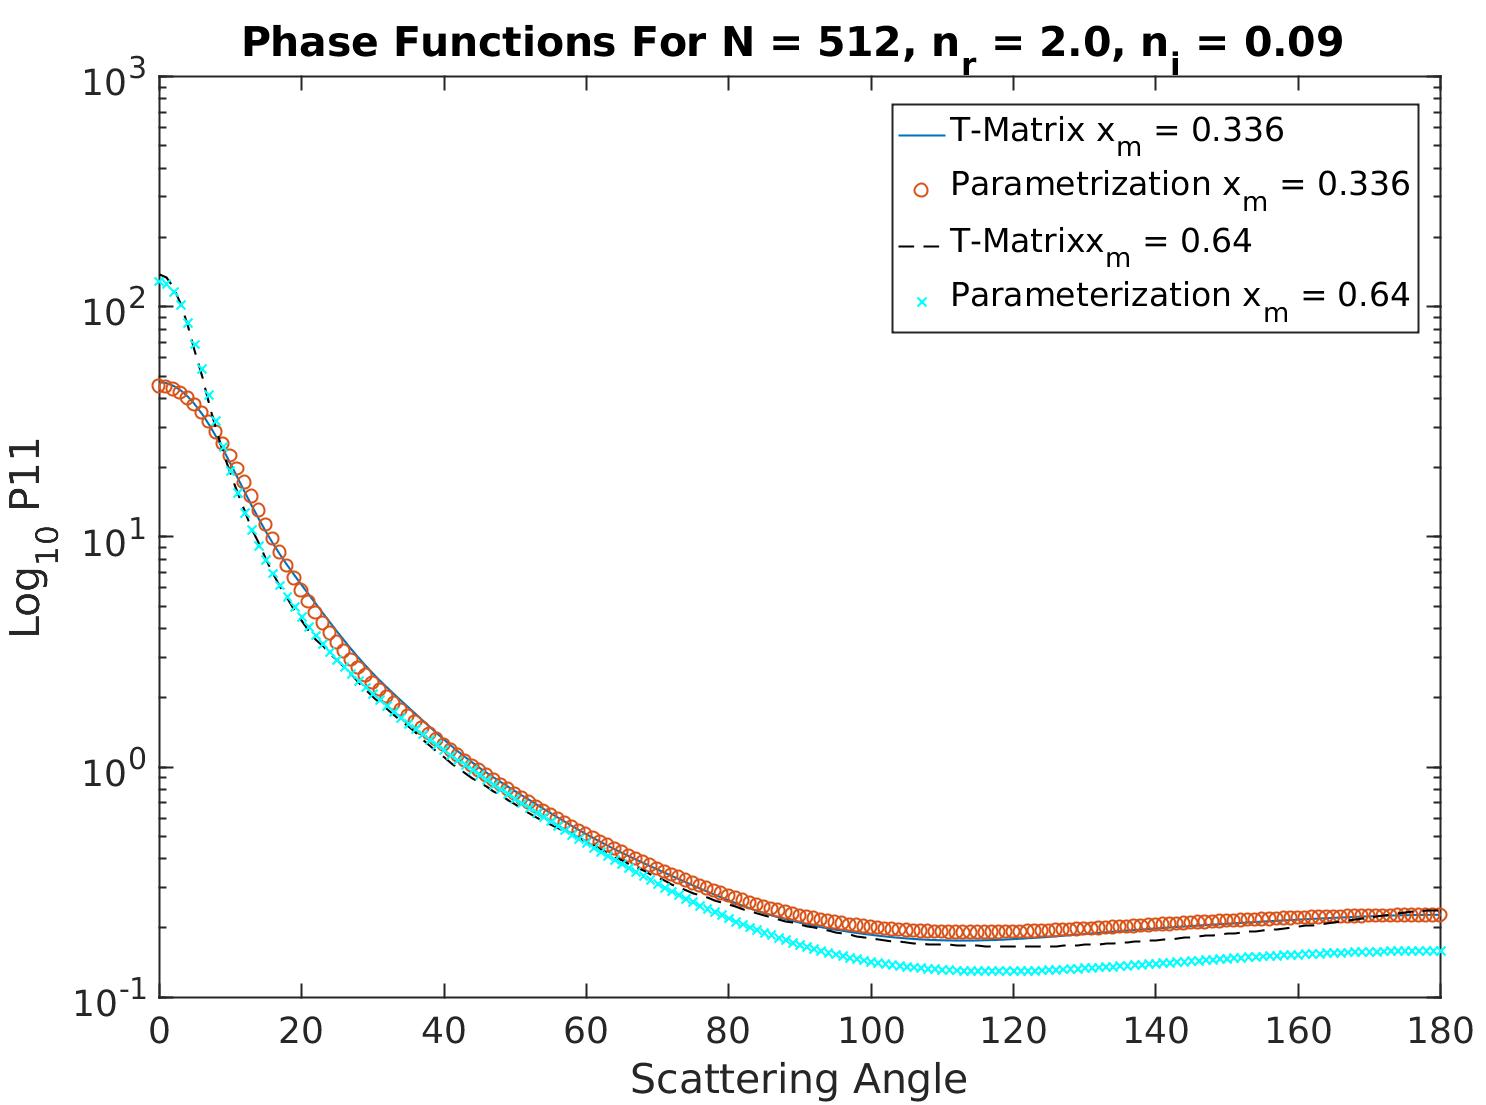 Phase Functions For N = 512, n_r = 2.0, n_i = 0.09
T-Matrix x_m = 0.336
Parametrization x_m = 0.336
T-Matrixx_m = 0.64
Parameterization x_m = 0.64
Log_10 P11
10^3
10^2
10^1
10^0
10^-1
0 20 40 60 80 100 120 140 160 180
Scattering Angle